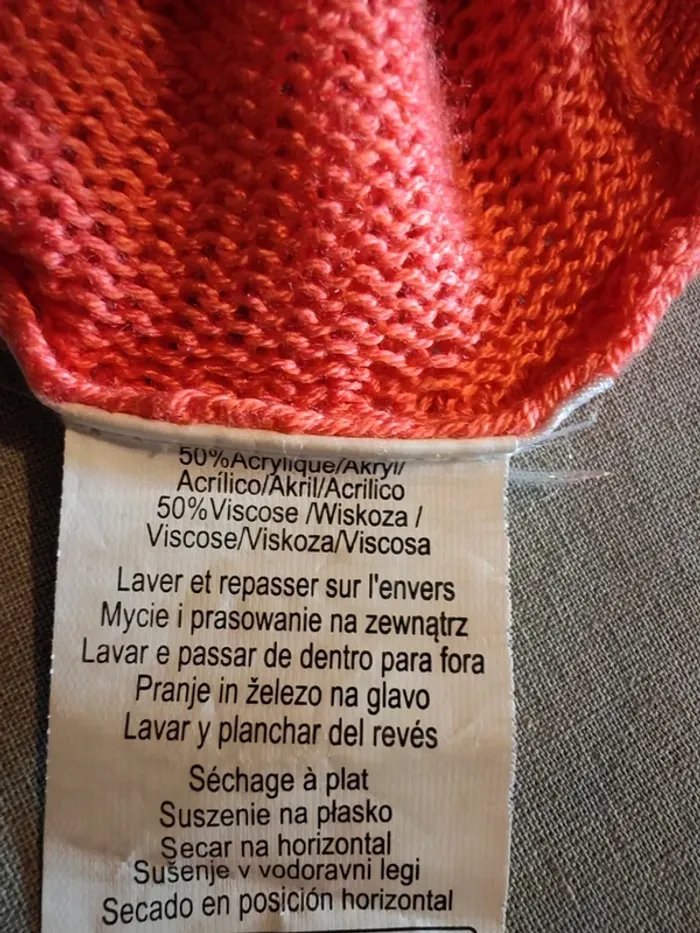 50%Acrylique/Akryl/
Acrílico/Akril/Acrilico
50%Viscose /Wiskoza /
Viscose/Viskoza/Viscosa
Laver et repasser sur l'envers
Mycie i prasowanie na zewnątrz
Lavar e passar de dentro para fora
Pranje in železo na glavo
Lavar y planchar del revés
Séchage à plat
Suszenie na płasko
Secar na horizontal
Sušenje v vodoravni legi
Secado en posición horizontal